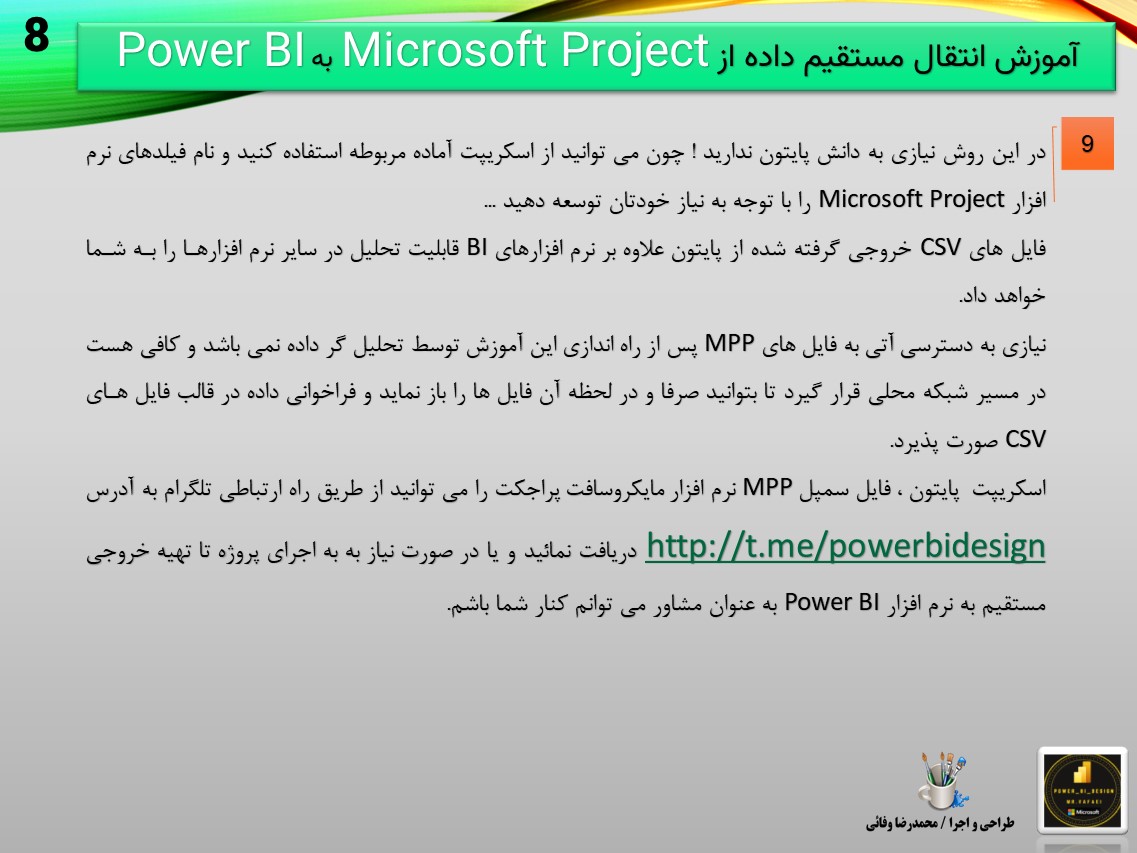 8
آموزش انتقال مستقیم داده از Microsoft Project به Power BI
9
در این روش نیازی به دانش پایتون ندارید ! چون می توانید از اسکریپت آماده مربوطه استفاده کنید و نام فیلدهای نرم
افزار Microsoft Project را با توجه به نیاز خودتان توسعه دهید ...
فایل های CSV خروجی گرفته شده از پایتون علاوه بر نرم افزارهای BI قابلیت تحلیل در سایر نرم افزارهـا را بـه شـما
خواهد داد.
نیازی به دسترسی آتی به فایل های MPP پس از راه اندازی این آموزش توسط تحلیل گر داده نمی باشد و کافی هست
در مسیر شبکه محلی قرار گیرد تا بتوانید صرفا و در لحظه آن فایل ها را باز نماید و فراخوانی داده در قالب فایل هـای
CSV صورت پذیرد.
اسکریپت پایتون ، فایل سمپل MPP نرم افزار مایکروسافت پراجکت را می توانید از طریق راه ارتباطی تلگرام به آدرس
http://t.me/powerbidesign دریافت نمائید و یا در صورت نیاز به به اجرای پروژه تا تهیه خروجی
مستقیم به نرم افزار Power BI به عنوان مشاور می توانم کنار شما باشم.
طراحی و اجرا / محمدرضا وفائی
POWER_BI_DESIGN
MR.VAFAEI
Microsoft